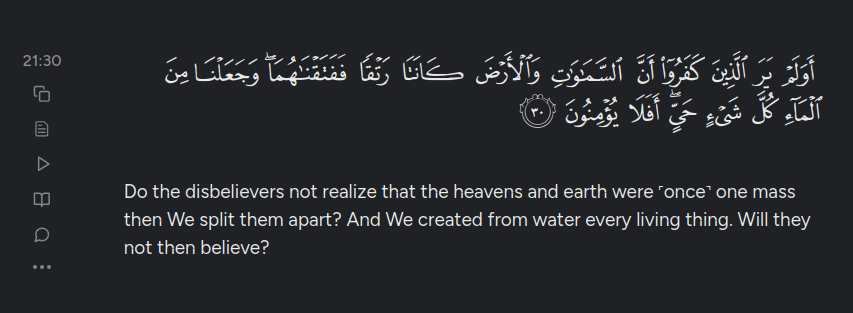 21:30
أَوَلَمْ يَرَ ٱلَّذِينَ كَفَرُوٓا۟ أَنَّ ٱلسَّمَـٰوَٰتِ وَٱلْأَرْضَ كَانَتَا رَتْقًا فَفَتَقْنَـٰهُمَا ۖ وَجَعَلْنَا مِنَ
ٱلْمَآءِ كُلَّ شَىْءٍ حَىٍّ ۖ أَفَلَا يُؤْمِنُونَ ٣٠
Do the disbelievers not realize that the heavens and earth were ˹once˺ one mass
then We split them apart? And We created from water every living thing. Will they
not then believe?